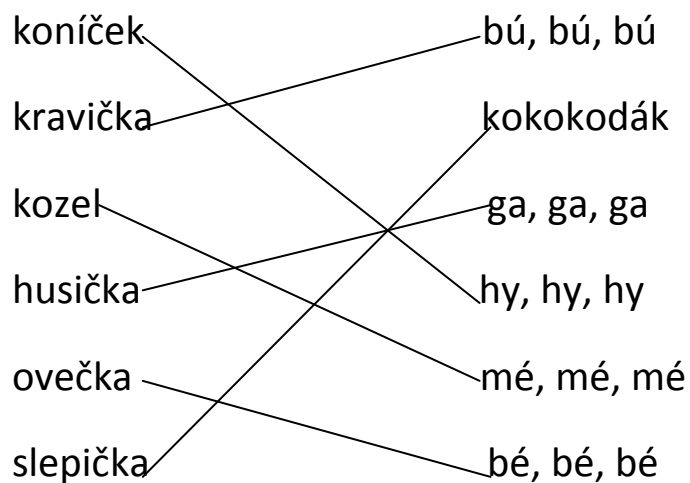 koníček bú, bú, bú
kravička kokokodák
kozel ga, ga, ga
husička hy, hy, hy
ovečka mé, mé, mé
slepička bé, bé, bé